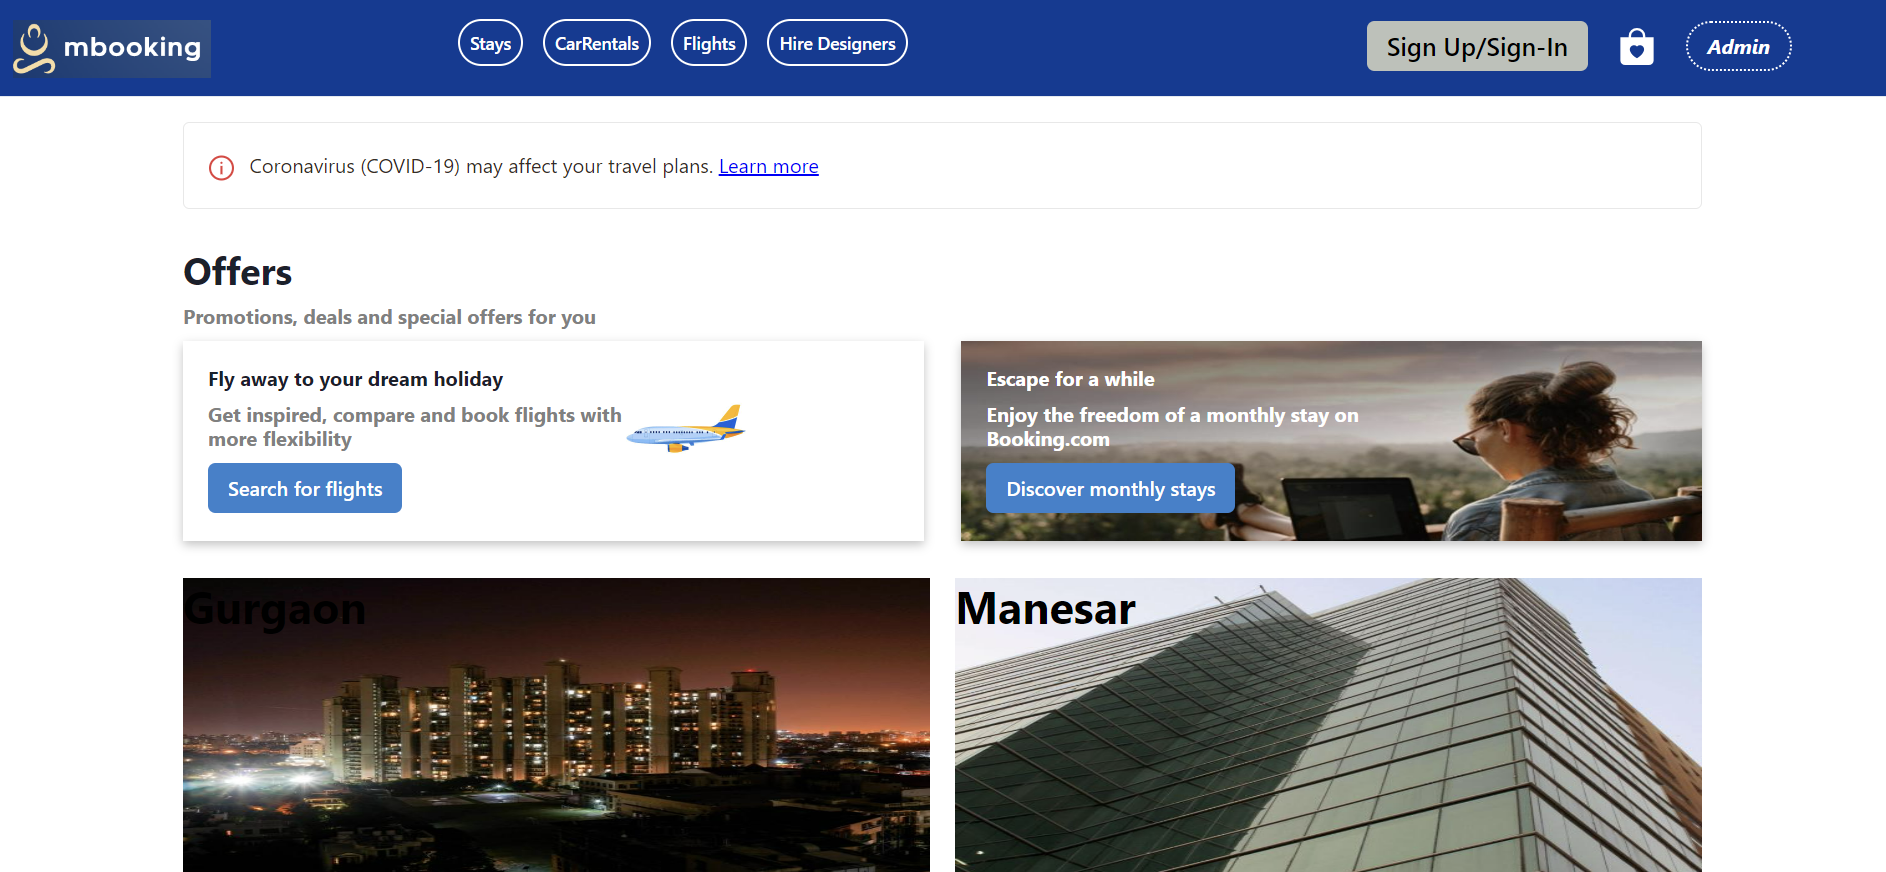 mbooking
Stays
CarRentals
Flights
Hire Designers
Sign Up/Sign-In
Admin
Coronavirus (COVID-19) may affect your travel plans. Learn more
Offers
Promotions, deals and special offers for you
Fly away to your dream holiday
Get inspired, compare and book flights with
more flexibility
Search for flights
Escape for a while
Enjoy the freedom of a monthly stay on
Booking.com
Discover monthly stays
Gurgaon
Manesar